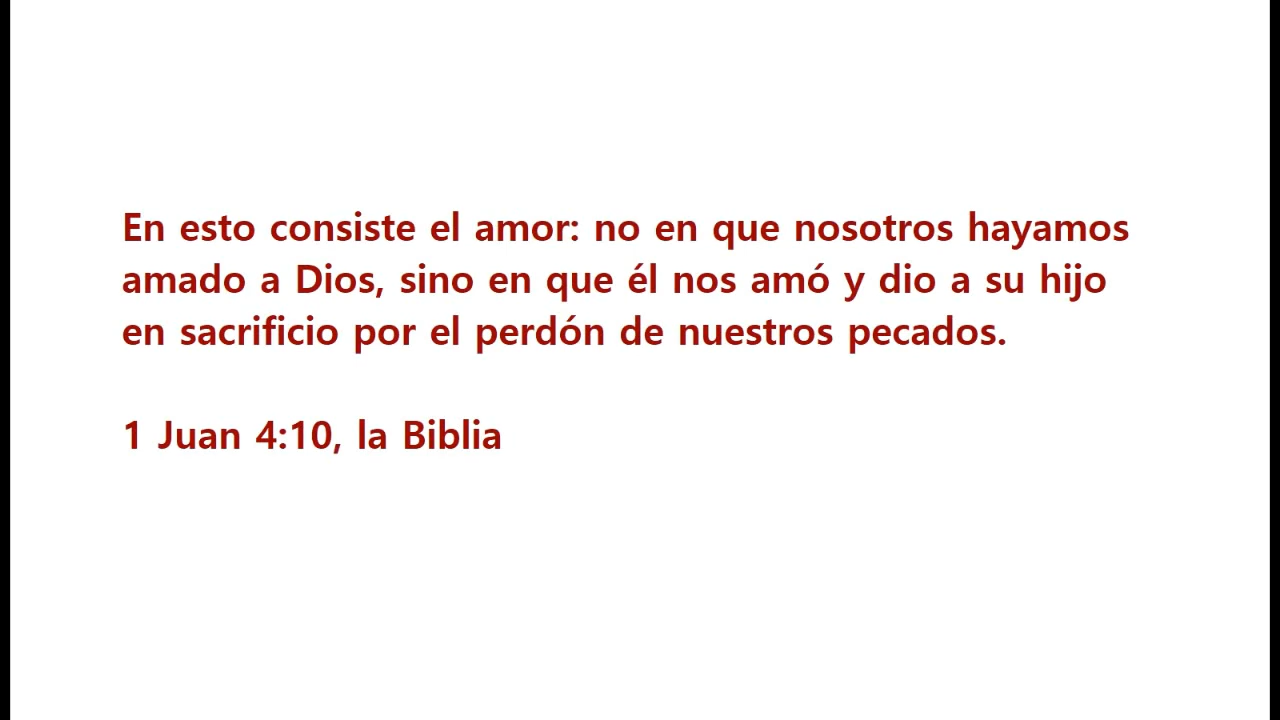 En esto consiste el amor: no en que nosotros hayamos
amado a Dios, sino en que él nos amó y dio a su hijo
en sacrificio por el perdón de nuestros pecados.
1 Juan 4:10, la Biblia